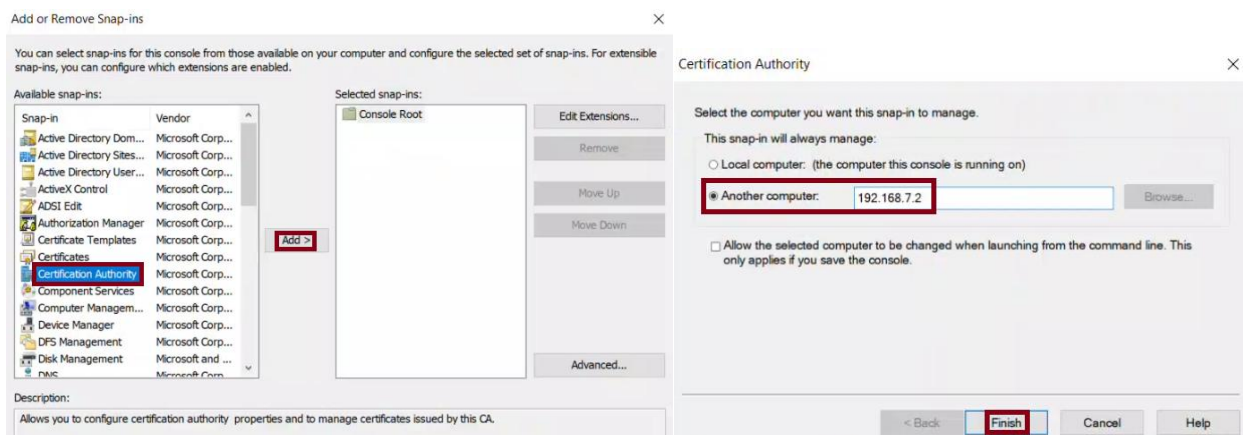 Add or Remove Snap-ins
You can select snap-ins for this console from those available on your computer and configure the selected set of snap-ins. For extensible
snap-ins, you can configure which extensions are enabled.
Available snap-ins:
Snap-in Vendor
Active Directory Dom... Microsoft Corp...
Active Directory Sites... Microsoft Corp...
Active Directory User... Microsoft Corp...
ActiveX Control Microsoft Corp...
ADSI Edit Microsoft Corp...
Authorization Manager Microsoft Corp...
Certificate Templates Microsoft Corp...
Certificates Microsoft Corp...
Certification Authority Microsoft Corp...
Component Services Microsoft Corp...
Computer Managem... Microsoft Corp...
Device Manager Microsoft Corp...
DFS Management Microsoft Corp...
Disk Management Microsoft and ...
DNS Microsoft Corp...
Add >
Selected snap-ins:
Console Root
Edit Extensions...
Remove
Move Up
Move Down
Advanced...
Description:
Allows you to configure certification authority properties and to manage certificates issued by this CA.
Certification Authority
Select the computer you want this snap-in to manage.
This snap-in will always manage:
Local computer: (the computer this console is running on)
Another computer: 192.168.7.2 Browse...
Allow the selected computer to be changed when launching from the command line. This
only applies if you save the console.
< Back Finish Cancel Help